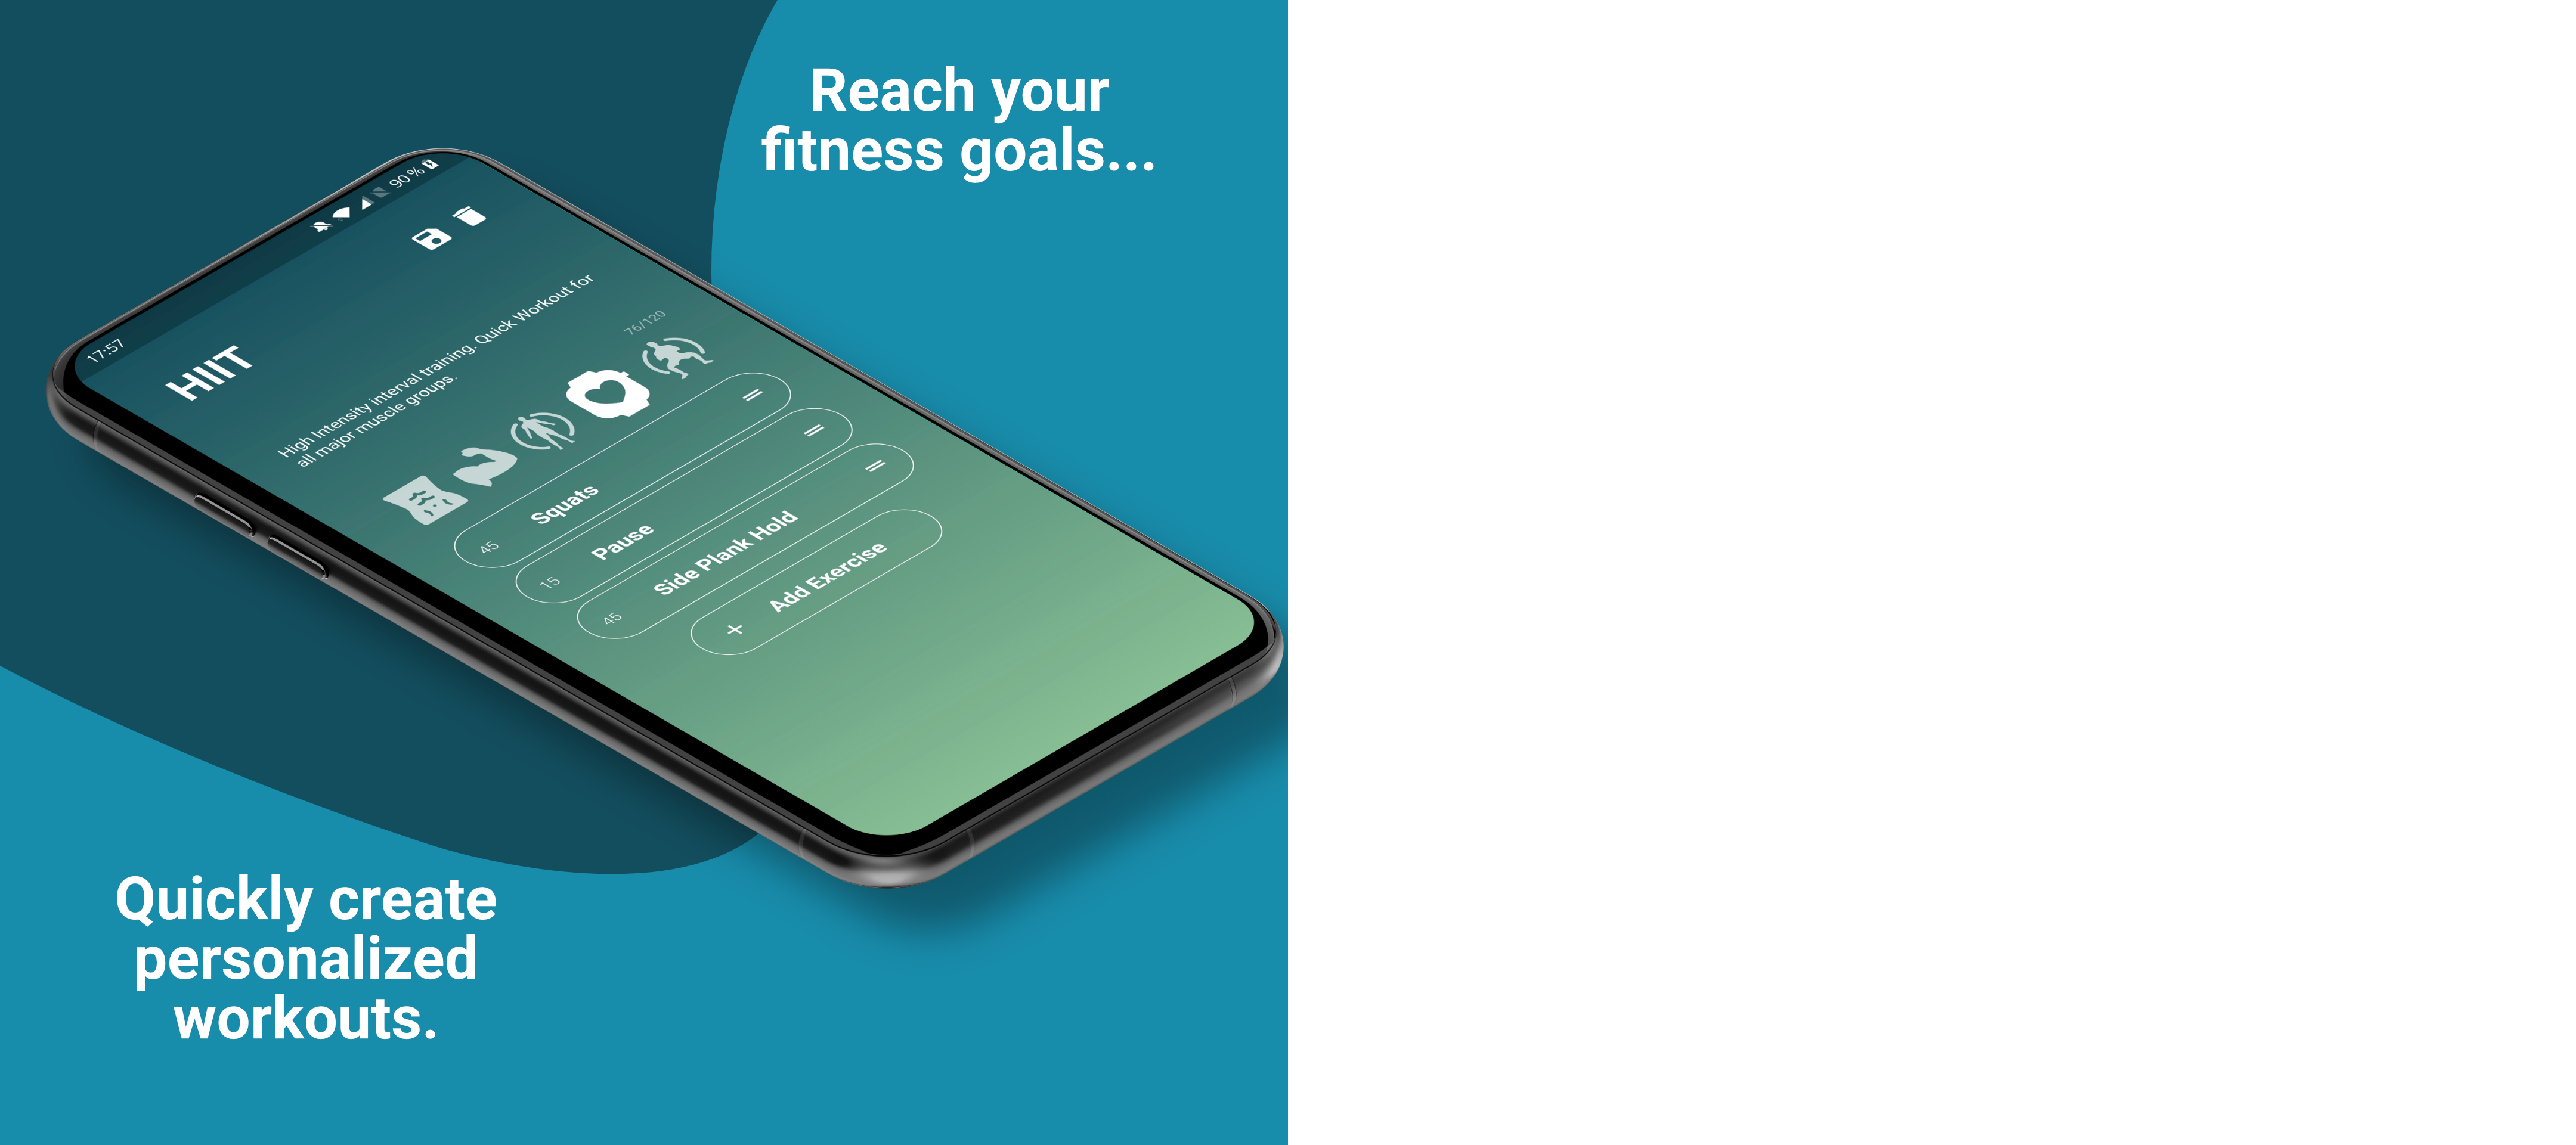 Reach your
fitness goals...
17:57
90 %
HIIT
High Intensity interval training. Quick Workout for
all major muscle groups.
76/120
45 Squats
15 Pause
45 Side Plank Hold
+ Add Exercise
Quickly create
personalized
workouts.